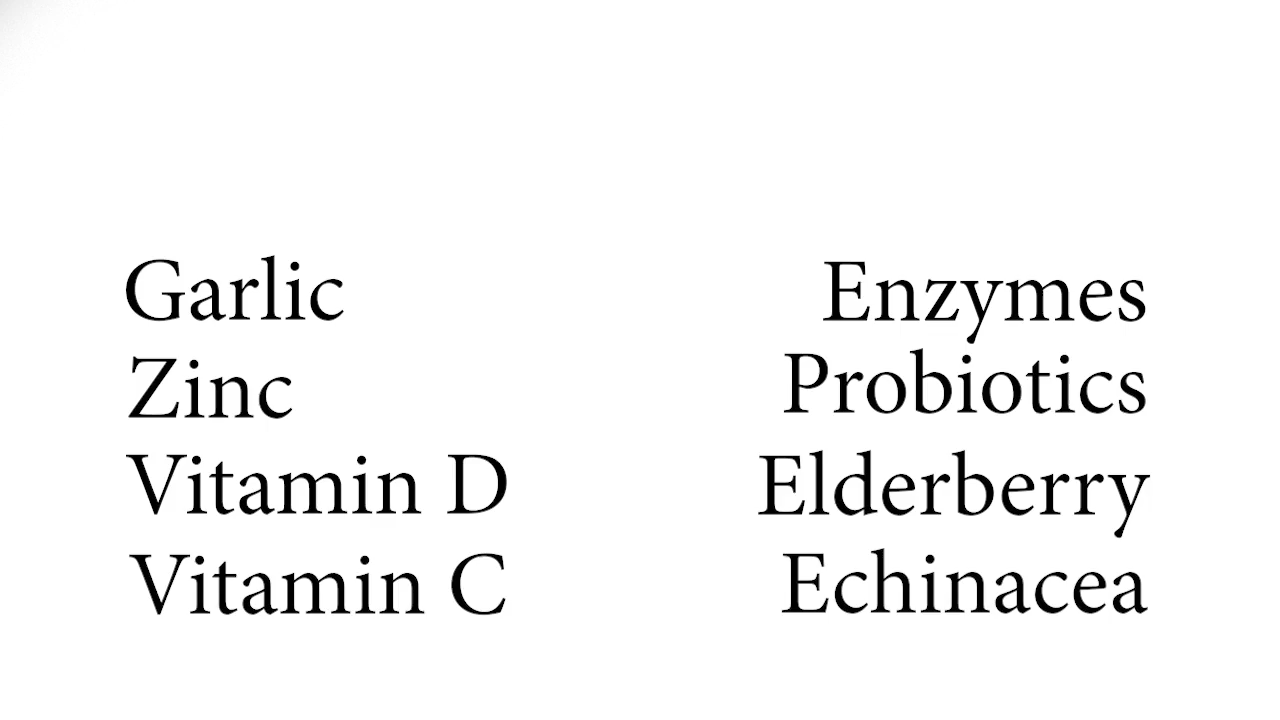 Garlic
Zinc
Vitamin D
Vitamin C
Enzymes
Probiotics
Elderberry
Echinacea